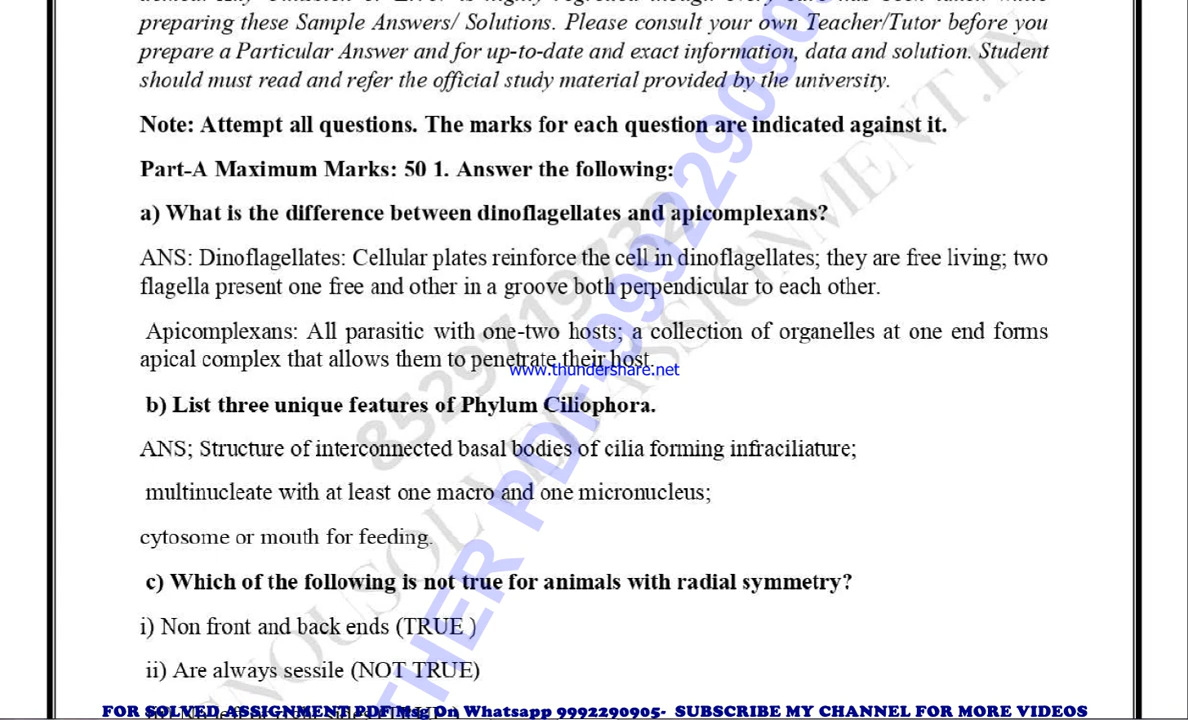 preparing these Sample Answers/ Solutions. Please consult your own Teacher/Tutor before you
prepare a Particular Answer and for up-to-date and exact information, data and solution. Student
should must read and refer the official study material provided by the university.
Note: Attempt all questions. The marks for each question are indicated against it.
Part-A Maximum Marks: 50 1. Answer the following:
a) What is the difference between dinoflagellates and apicomplexans?
ANS: Dinoflagellates: Cellular plates reinforce the cell in dinoflagellates; they are free living; two
flagella present one free and other in a groove both perpendicular to each other.
Apicomplexans: All parasitic with one-two hosts; a collection of organelles at one end forms
apical complex that allows them to penetrate their host.
www.thundershare.net
b) List three unique features of Phylum Ciliophora.
ANS; Structure of interconnected basal bodies of cilia forming infraciliature;
multinucleate with at least one macro and one micronucleus;
cytosome or mouth for feeding.
c) Which of the following is not true for animals with radial symmetry?
i) Non front and back ends (TRUE )
ii) Are always sessile (NOT TRUE)
FOR SOLVED ASSIGNMENT PDF Msg On Whatsapp 9992290905- SUBSCRIBE MY CHANNEL FOR MORE VIDEOS